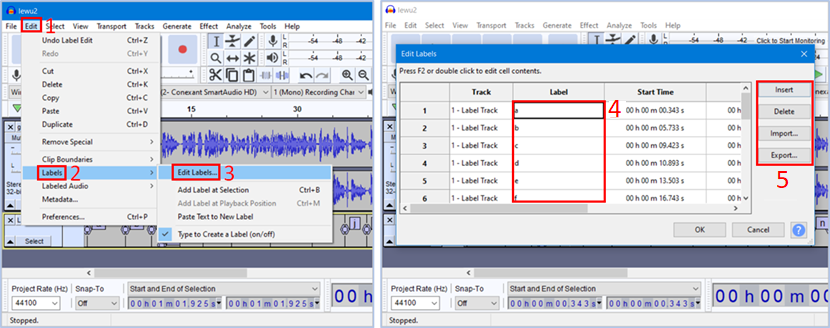 lewu2
File Edit Select View Transport Tracks Generate Effect Analyze Tools Help
1
Undo Label Edit Ctrl+Z
Redo Ctrl+Y
Cut Ctrl+X
Delete Ctrl+K
Copy Ctrl+C
Paste Ctrl+V
Duplicate Ctrl+D
Remove Special
Clip Boundaries
Labels 2
Labeled Audio
Metadata...
Preferences... Ctrl+P
Edit Labels... 3
Add Label at Selection Ctrl+B
Add Label at Playback Position Ctrl+M
Paste Text to New Label
Type to Create a Label (on/off)
L R -54 -48 -42
L R -54 -48 -42
2- Conexant SmartAudio HD) 1 (Mono) Recording Chan
15 30
Select
j
Project Rate (Hz) Snap-To Start and End of Selection
44100 Off 00 h 01 m 01.925 s 00 h 01 m 01.925 s 00 h
Stopped.
lewu2
File Edit Select View Transport Tracks Generate Effect Analyze Tools Help
L R -54 -48 Click to Start Monitoring
Edit Labels
Press F2 or double click to edit cell contents.
Track Label Start Time
1 1 - Label Track a 00 h 00 m 00.343 s 00 h
2 1 - Label Track b 00 h 00 m 05.733 s 00 h
3 1 - Label Track c 00 h 00 m 09.423 s 00 h
4 1 - Label Track d 00 h 00 m 10.893 s 00 h
5 1 - Label Track e 00 h 00 m 13.503 s 00 h
6 1 - Label Track f 00 h 00 m 16.743 s 00 h
4
Insert
Delete
Import...
Export...
5
OK Cancel ?
Select
Project Rate (Hz) Snap-To Start and End of Selection
44100 Off 00 h 00 m 00.343 s 00 h 00 m 00.343 s 00 h
Stopped.